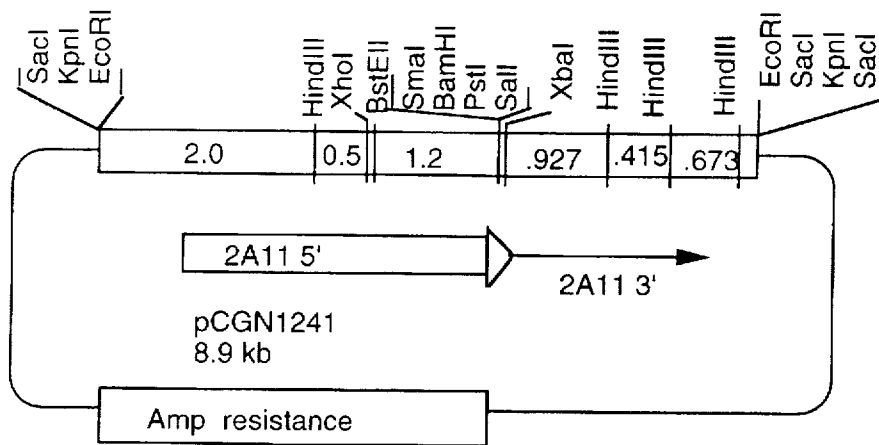 SacI
KpnI
EcoRI
HindIII
XhoI
BstEII
SmaI
BamHI
PstI
SalI
XbaI
HindIII
HindIII
HindIII
EcoRI
SacI
KpnI
SacI
2.0
0.5
1.2
.927
.415
.673
2A11 5'
2A11 3'
pCGN1241
8.9 kb
Amp resistance